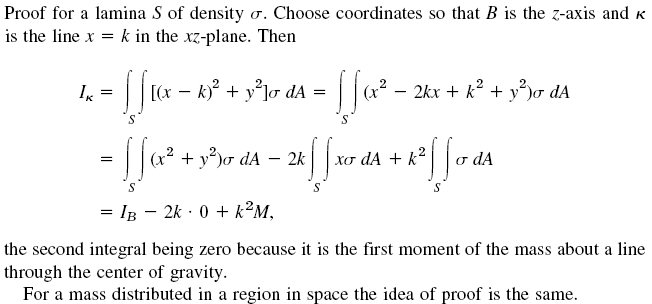 Proof for a lamina S of density σ. Choose coordinates so that B is the z-axis and κ
is the line x = k in the xz-plane. Then
I_κ = ∫∫_S [(x − k)² + y²]σ dA = ∫∫_S (x² − 2kx + k² + y²)σ dA
= ∫∫_S (x² + y²)σ dA − 2k ∫∫_S xσ dA + k² ∫∫_S σ dA
= I_B − 2k · 0 + k²M,
the second integral being zero because it is the first moment of the mass about a line
through the center of gravity.
For a mass distributed in a region in space the idea of proof is the same.